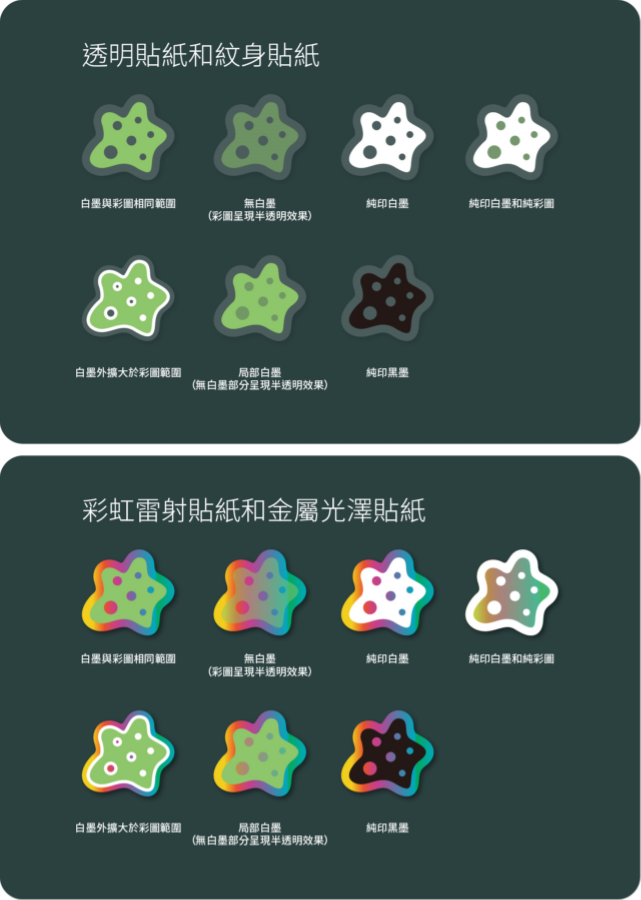 透明貼紙和紋身貼紙
白墨與彩圖相同範圍
無白墨
(彩圖呈現半透明效果)
純印白墨
純印白墨和純彩圖
白墨外擴大於彩圖範圍
局部白墨
(無白墨部分呈現半透明效果)
純印黑墨
彩虹雷射貼紙和金屬光澤貼紙
白墨與彩圖相同範圍
無白墨
(彩圖呈現半透明效果)
純印白墨
純印白墨和純彩圖
白墨外擴大於彩圖範圍
局部白墨
(無白墨部分呈現半透明效果)
純印黑墨